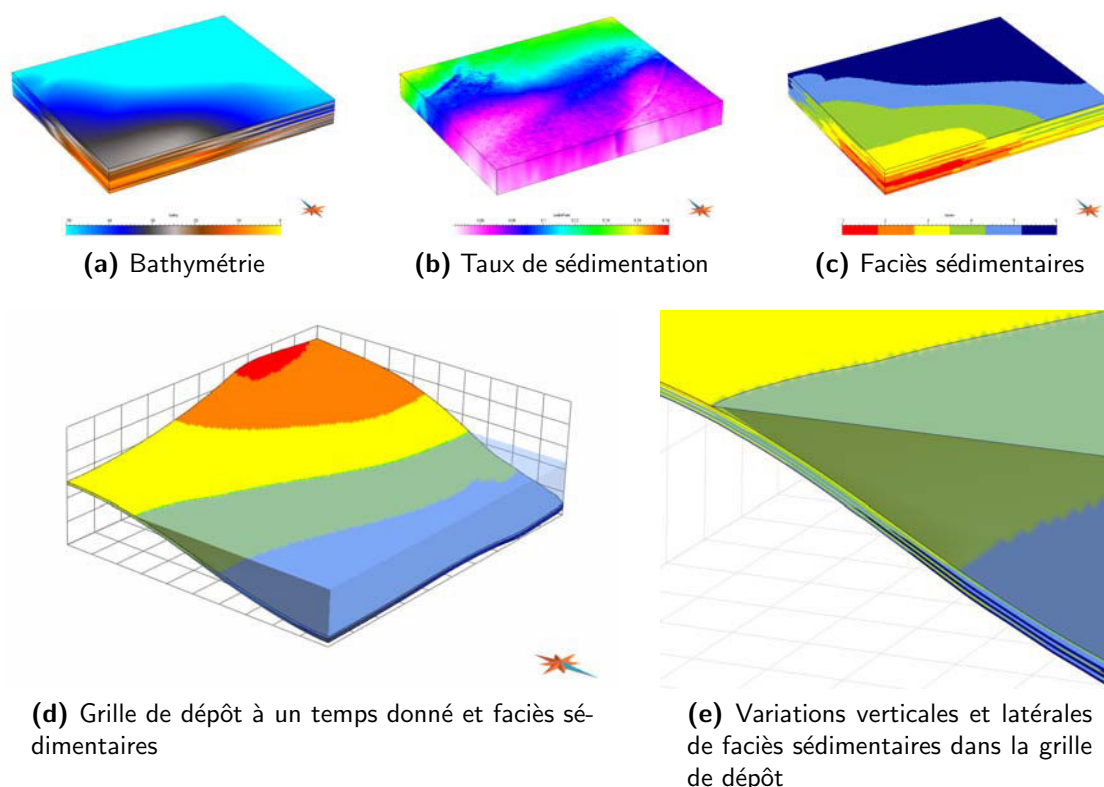 (a) Bathymétrie
(b) Taux de sédimentation
(c) Faciès sédimentaires
(d) Grille de dépôt à un temps donné et faciès sé-
dimentaires
(e) Variations verticales et latérales
de faciès sédimentaires dans la grille
de dépôt